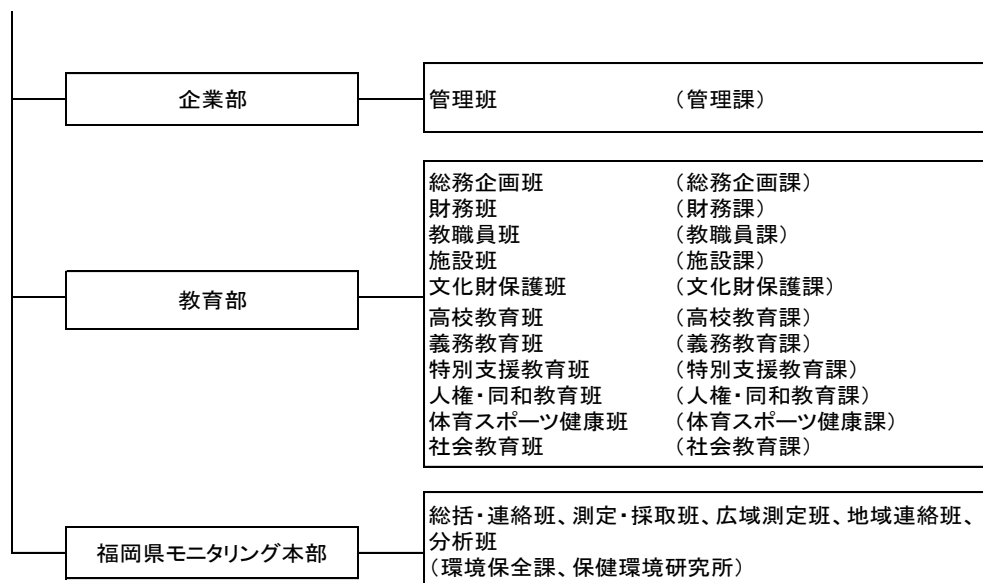 企業部
管理班 （管理課）
教育部
総務企画班 （総務企画課）
財務班 （財務課）
教職員班 （教職員課）
施設班 （施設課）
文化財保護班 （文化財保護課）
高校教育班 （高校教育課）
義務教育班 （義務教育課）
特別支援教育班 （特別支援教育課）
人権・同和教育班 （人権・同和教育課）
体育スポーツ健康班 （体育スポーツ健康課）
社会教育班 （社会教育課）
福岡県モニタリング本部
総括・連絡班、測定・採取班、広域測定班、地域連絡班、
分析班
（環境保全課、保健環境研究所）